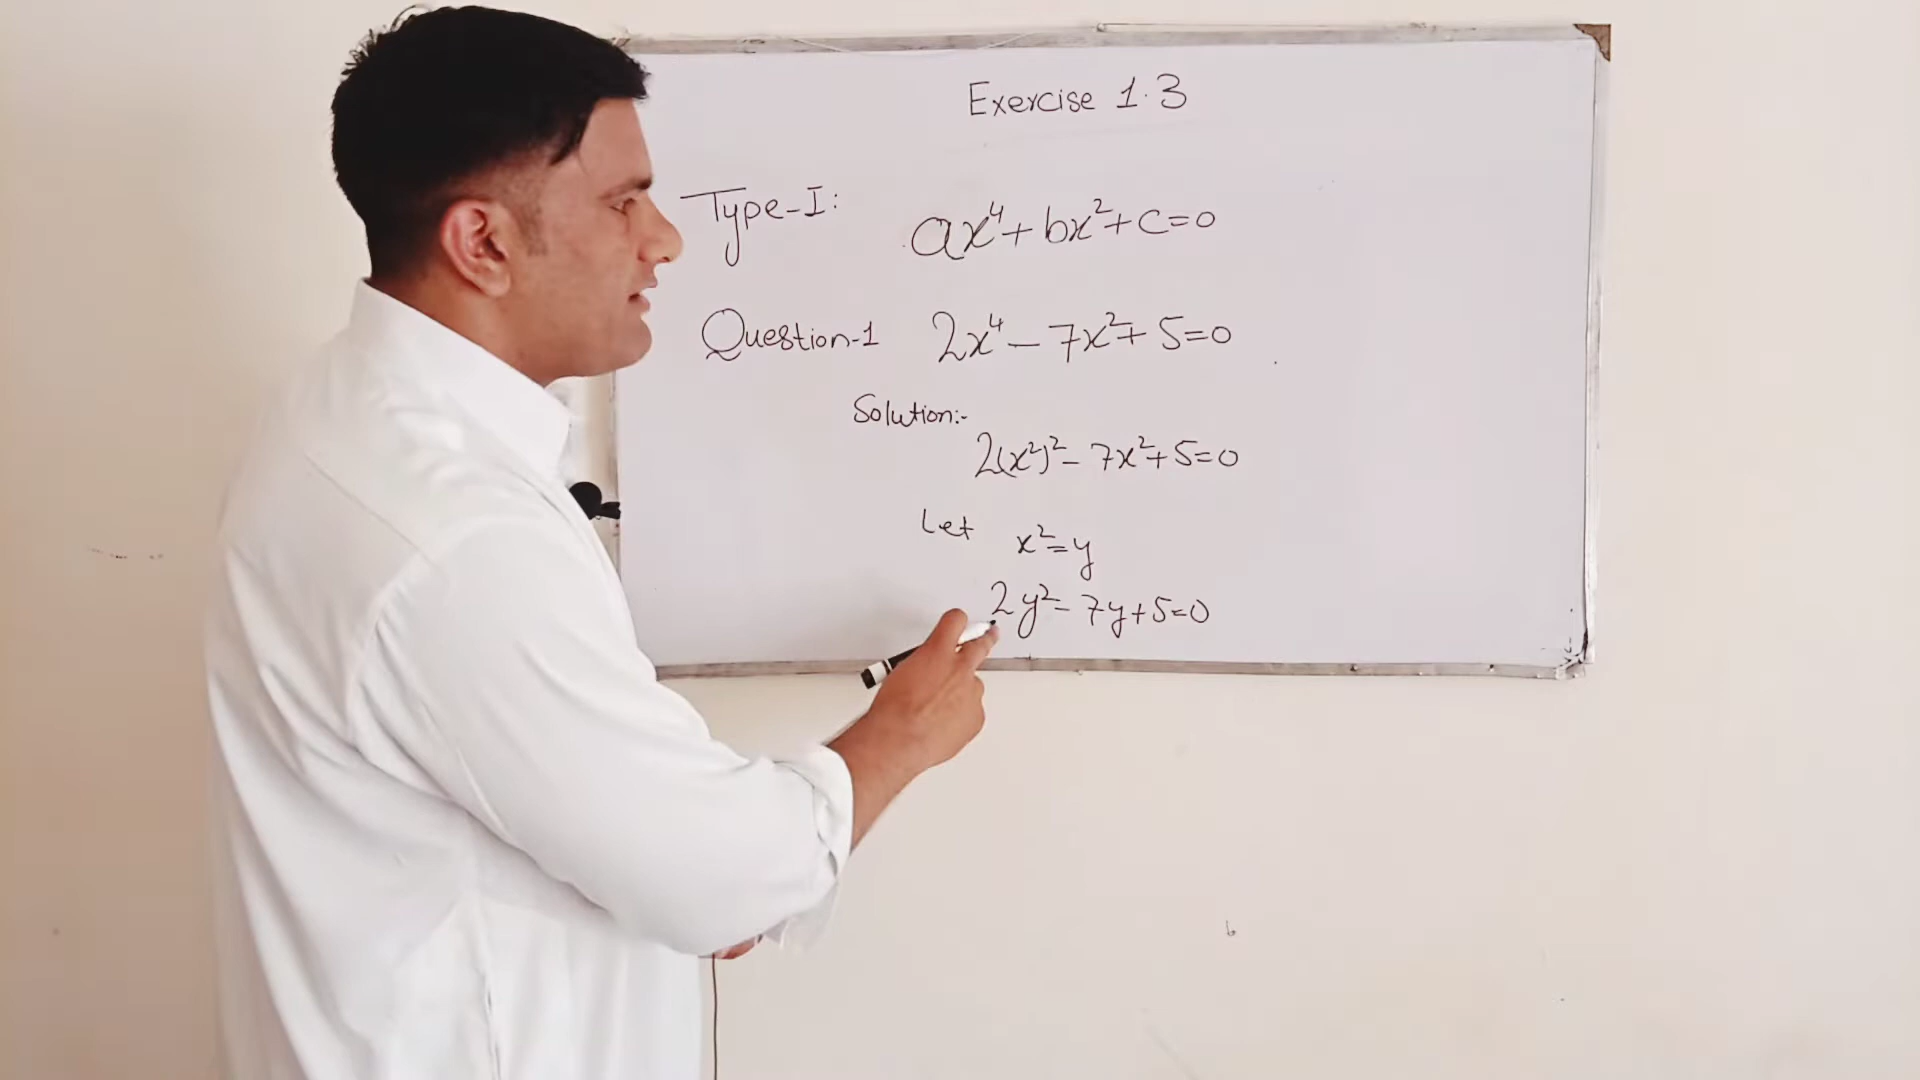 Exercise 1.3
Type-I: ax⁴+bx²+c=0
Question-1 2x⁴-7x²+5=0
Solution:-
2(x²)²-7x²+5=0
Let x²=y
2y²-7y+5=0